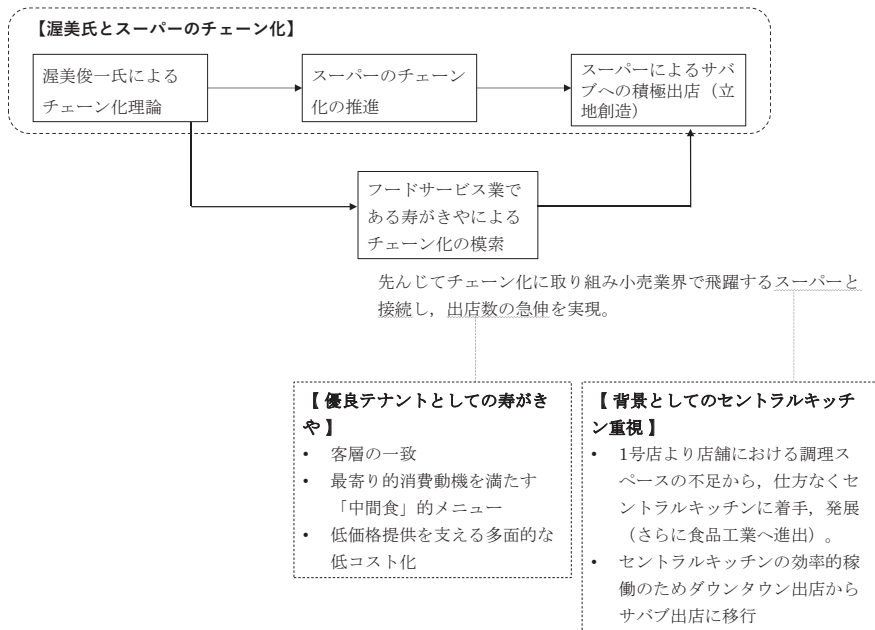 【渥美氏とスーパーのチェーン化】
渥美俊一氏による
チェーン化理論
スーパーのチェーン
化の推進
スーパーによるサバ
ブへの積極出店（立
地創造）
フードサービス業で
ある寿がきやによる
チェーン化の模索
先んじてチェーン化に取り組み小売業界で飛躍するスーパーと
接続し，出店数の急伸を実現。
【 優良テナントとしての寿がき
や 】
• 客層の一致
• 最寄り的消費動機を満たす
「中間食」的メニュー
• 低価格提供を支える多面的な
低コスト化
【 背景としてのセントラルキッチ
ン重視 】
• 1号店より店舗における調理ス
ペースの不足から，仕方なくセ
ントラルキッチンに着手，発展
（さらに食品工業へ進出）。
• セントラルキッチンの効率的稼
働のためダウンタウン出店から
サバブ出店に移行